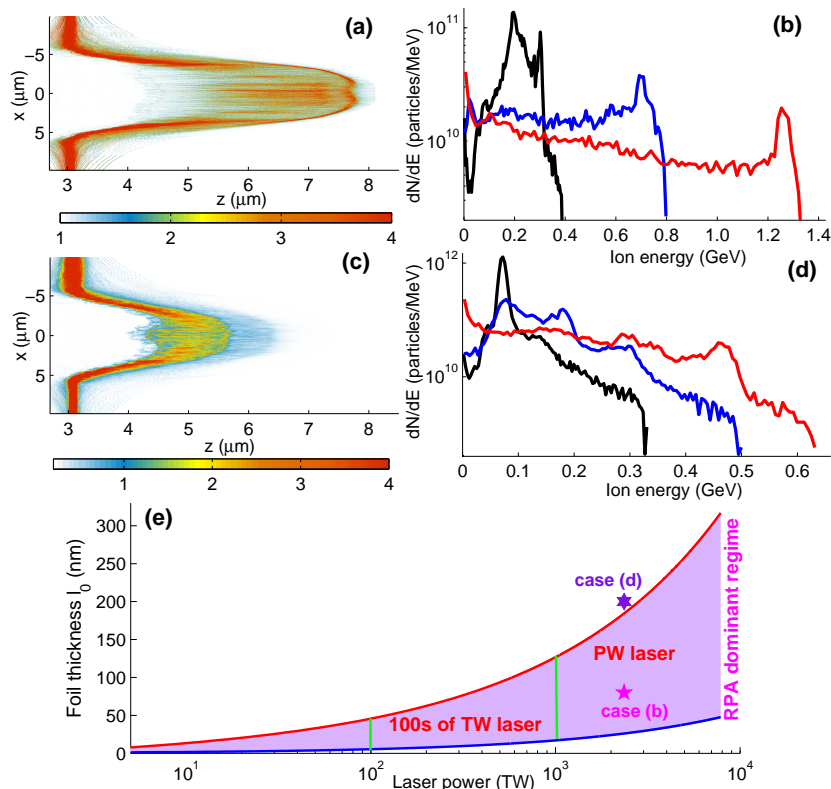 (a)
−5
0
5
x (μm)
3 4 5 6 7 8
z (μm)
1 2 3 4
(b)
10^11
10^10
dN/dE (particles/MeV)
0 0.2 0.4 0.6 0.8 1.0 1.2 1.4
Ion energy (GeV)
(c)
−5
0
5
x (μm)
3 4 5 6 7 8
z (μm)
1 2 3 4
(d)
10^12
10^10
dN/dE (particles/MeV)
0 0.1 0.2 0.3 0.4 0.5 0.6
Ion energy (GeV)
(e)
300
250
200
150
100
50
0
Foil thickness l_0 (nm)
case (d)
PW laser
case (b)
100s of TW laser
RPA dominant regime
10^1 10^2 10^3 10^4
Laser power (TW)